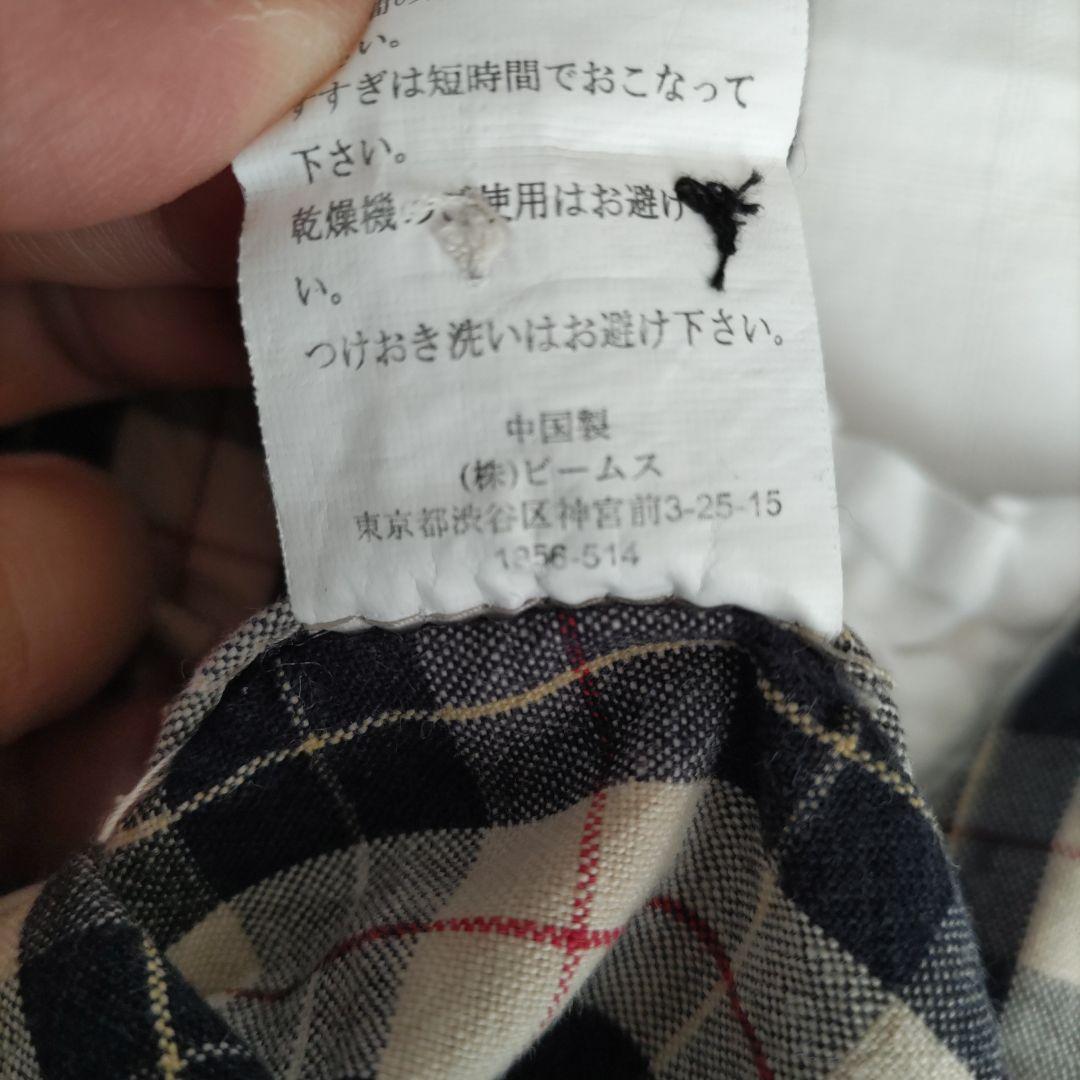 い。
すすぎは短時間でおこなって
下さい。
乾燥機のご使用はお避け
い。
つけおき洗いはお避け下さい。
中国製
(株)ビームス
東京都渋谷区神宮前3-25-15
1956-514